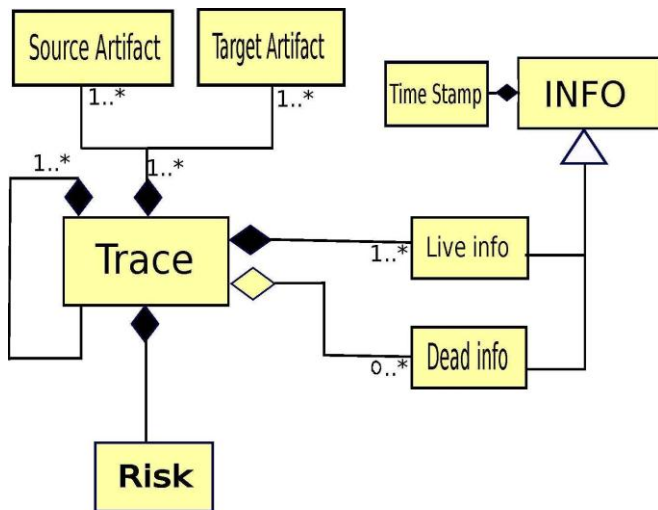 Source Artifact
Target Artifact
1..*
1..*
Time Stamp
INFO
1..*
1..*
Trace
Live info
1..*
Dead info
0..*
Risk